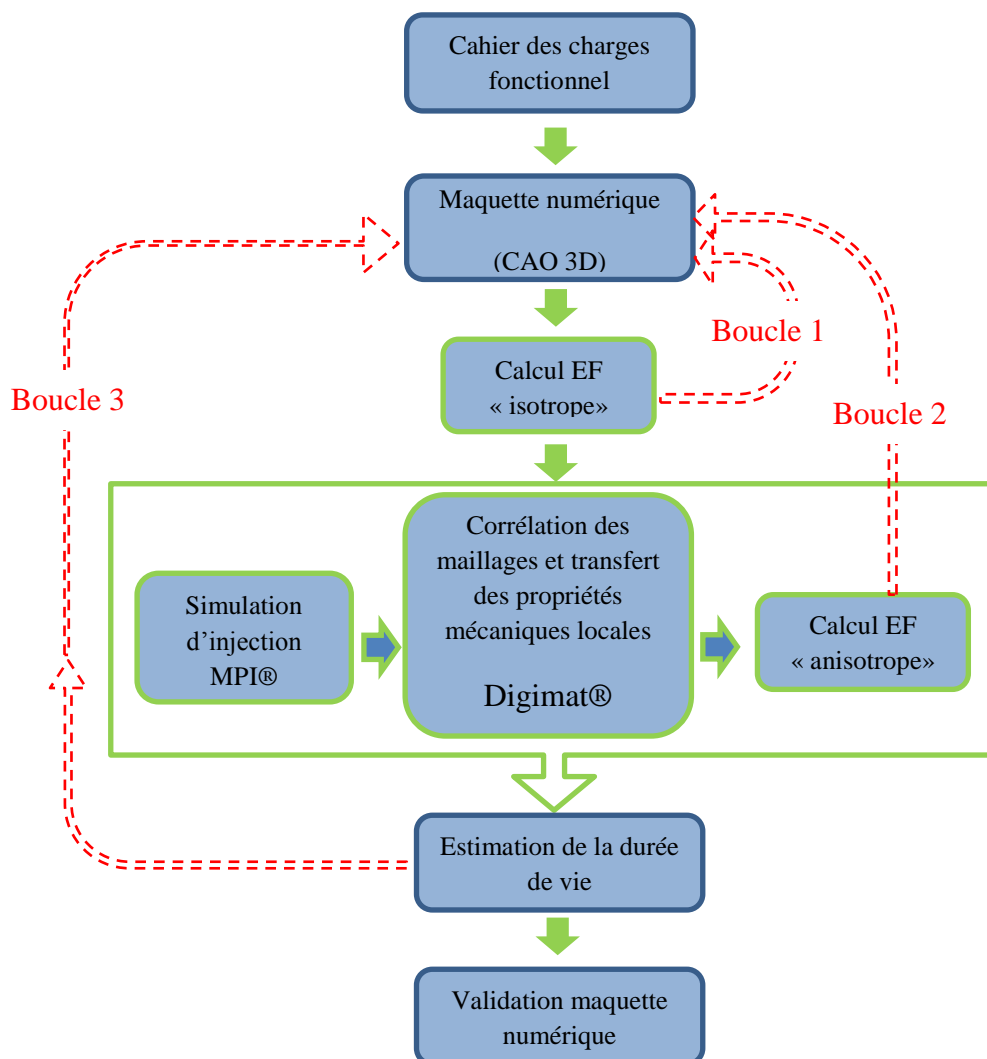 Cahier des charges
fonctionnel
Maquette numérique
(CAO 3D)
Boucle 1
Calcul EF
« isotrope»
Boucle 3
Boucle 2
Corrélation des
maillages et transfert
des propriétés
mécaniques locales
Digimat®
Simulation
d’injection
MPI®
Calcul EF
« anisotrope»
Estimation de la durée
de vie
Validation maquette
numérique